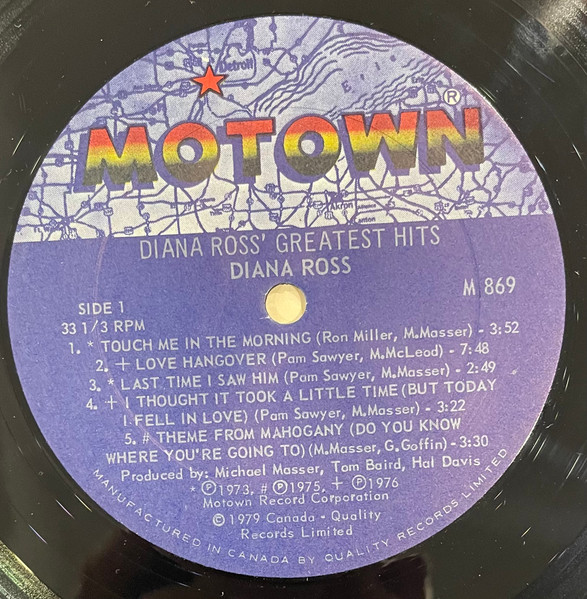 Detroit
Erie
MOTOWN®
Akron
Canton
DIANA ROSS' GREATEST HITS
DIANA ROSS
M 869
SIDE 1
33 1/3 RPM
1. * TOUCH ME IN THE MORNING (Ron Miller, M.Masser) - 3:52
2. + LOVE HANGOVER (Pam Sawyer, M.McLeod) - 7:48
3. * LAST TIME I SAW HIM (Pam Sawyer, M.Masser) - 2:49
4. + I THOUGHT IT TOOK A LITTLE TIME (BUT TODAY
I FELL IN LOVE) (Pam Sawyer, M.Masser) - 3:22
5. # THEME FROM MAHOGANY (DO YOU KNOW
WHERE YOU'RE GOING TO) (M.Masser, G.Goffin) - 3:30
Produced by: Michael Masser, Tom Baird, Hal Davis
* ℗1973, # ℗1975, + ℗1976
Motown Record Corporation
©1979 Canada - Quality
Records Limited
MANUFACTURED IN CANADA BY QUALITY RECORDS LIMITED